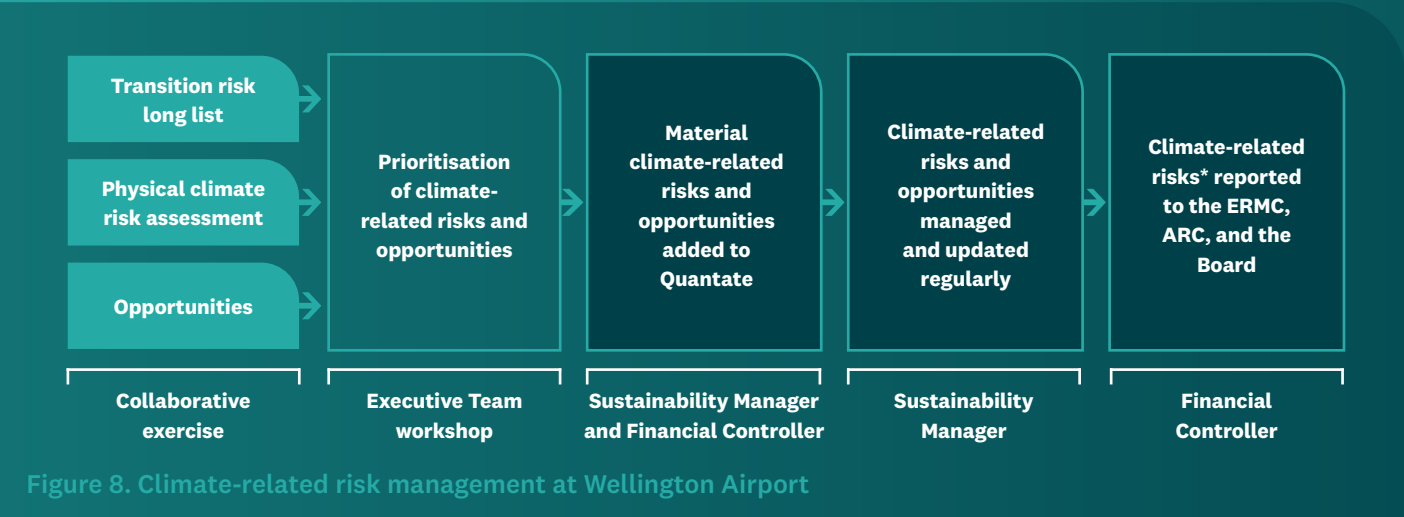 Transition risk
long list
Physical climate
risk assessment
Opportunities
Prioritisation
of climate-
related risks and
opportunities
Material
climate-related
risks and
opportunities
added to
Quantate
Climate-related
risks and
opportunities
managed
and updated
regularly
Climate-related
risks* reported
to the ERMC,
ARC, and the
Board
Collaborative
exercise
Executive Team
workshop
Sustainability Manager
and Financial Controller
Sustainability
Manager
Financial
Controller
Figure 8. Climate-related risk management at Wellington Airport